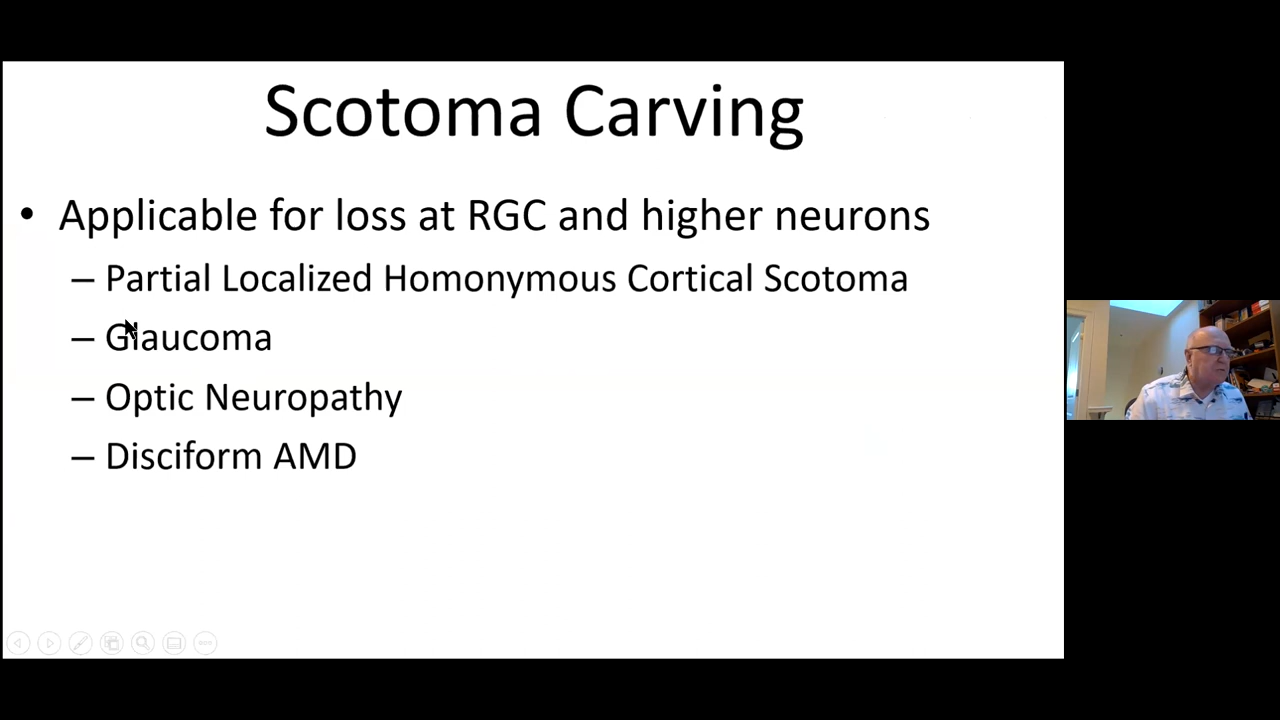 Scotoma Carving
• Applicable for loss at RGC and higher neurons
– Partial Localized Homonymous Cortical Scotoma
– Glaucoma
– Optic Neuropathy
– Disciform AMD